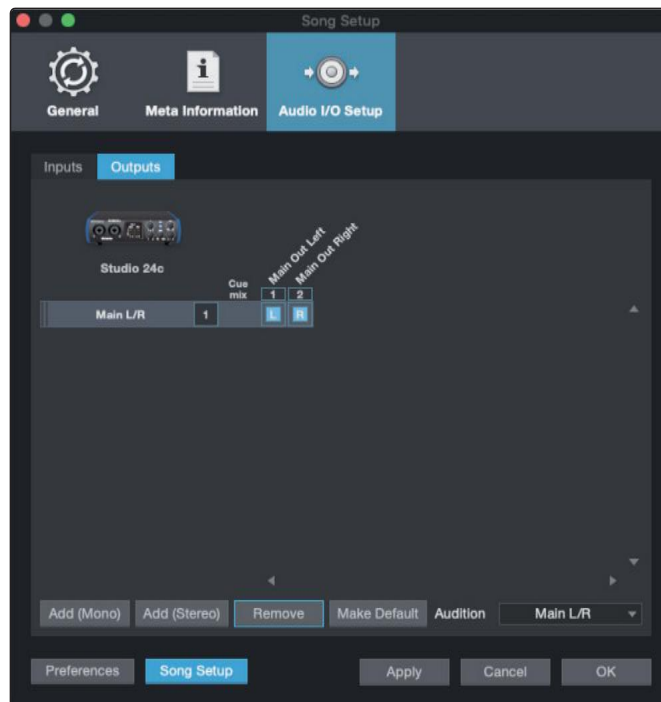 Song Setup
General Meta Information Audio I/O Setup
Inputs Outputs
Studio 24c
Main Out Left
Main Out Right
Cue
mix 1 2
Main L/R 1 L R
Add (Mono) Add (Stereo) Remove Make Default Audition Main L/R
Preferences Song Setup Apply Cancel OK